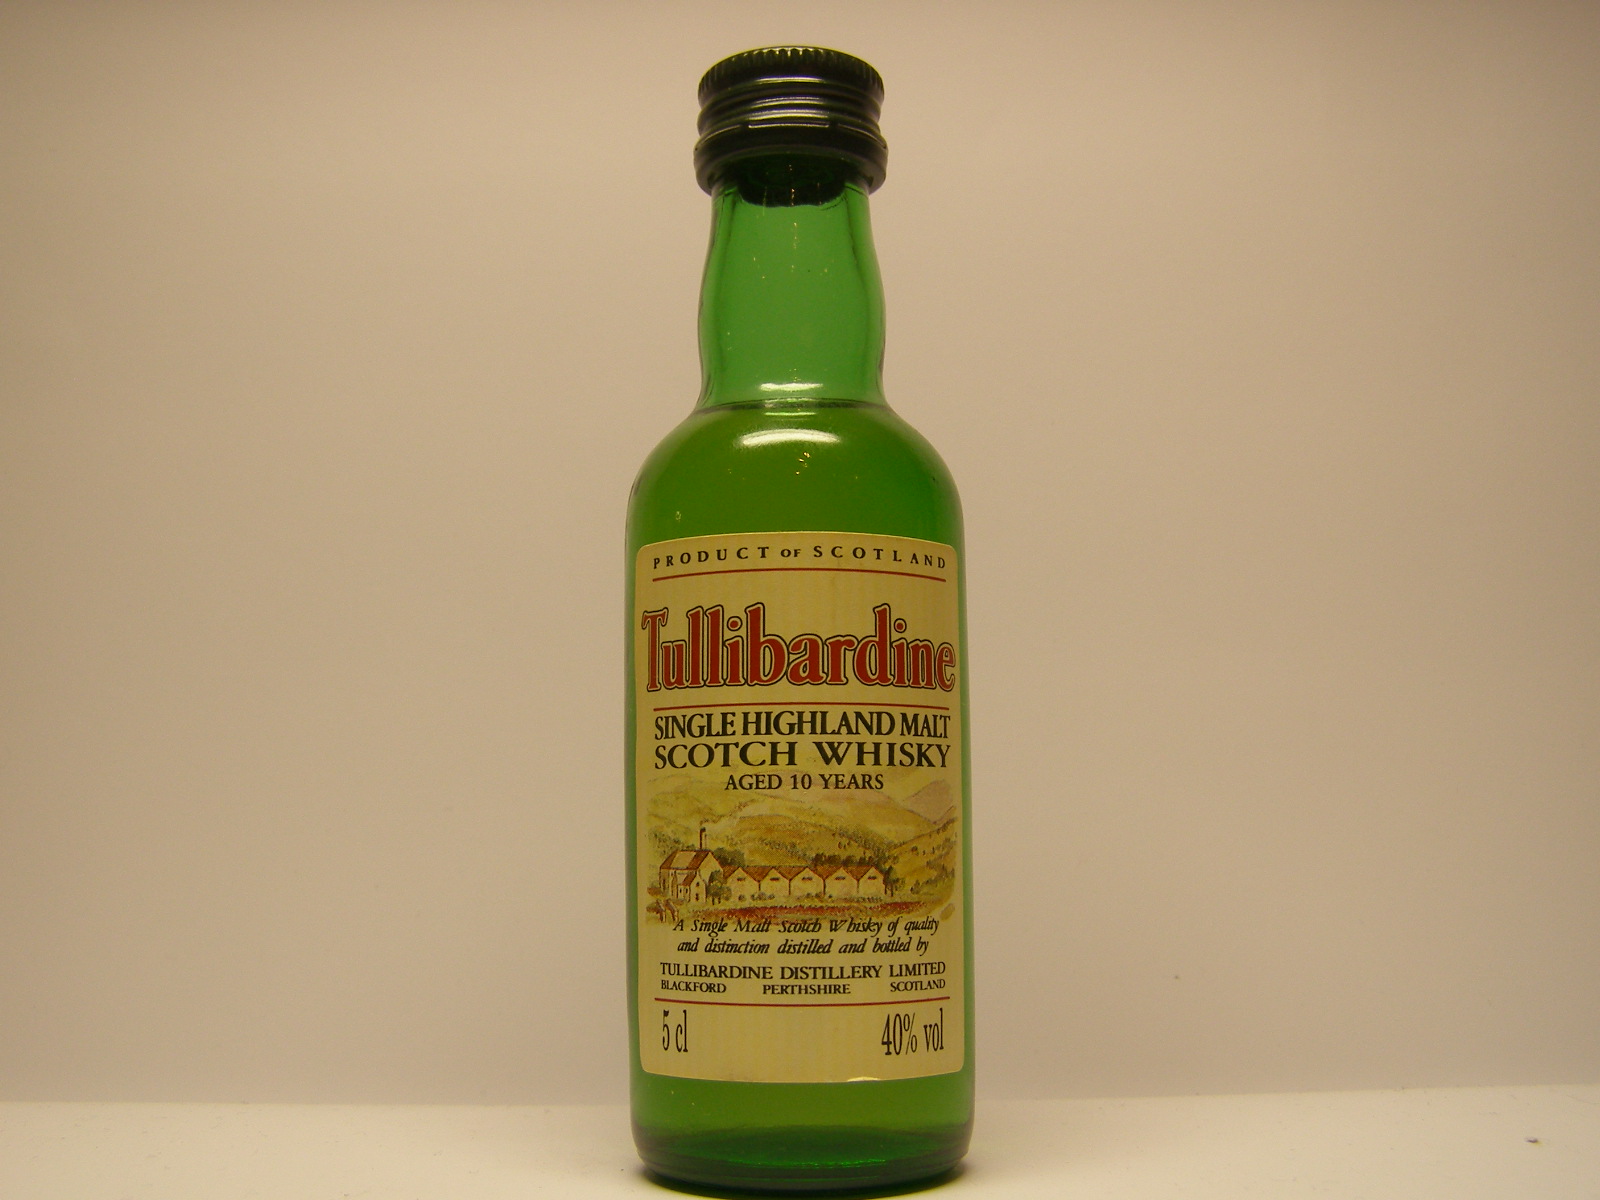 PRODUCT OF SCOTLAND
Tullibardine
SINGLE HIGHLAND MALT
SCOTCH WHISKY
AGED 10 YEARS
A Single Malt Scotch Whisky of quality
and distinction distilled and bottled by
TULLIBARDINE DISTILLERY LIMITED
BLACKFORD PERTHSHIRE SCOTLAND
5 cl 40% vol